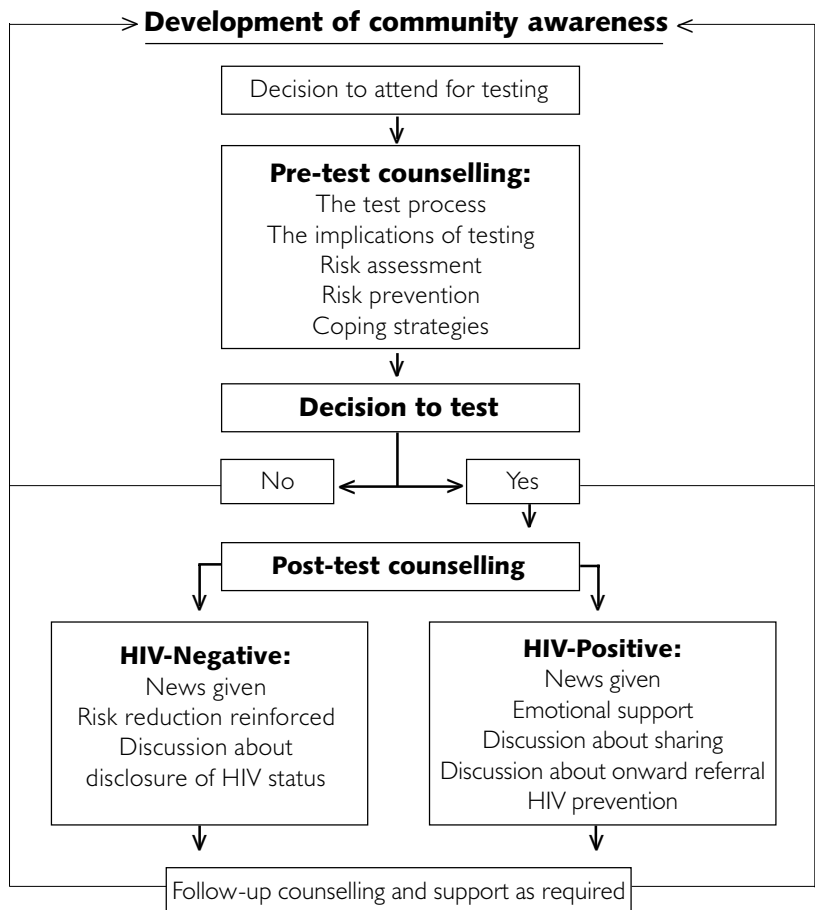 Development of community awareness
Decision to attend for testing
Pre-test counselling:
The test process
The implications of testing
Risk assessment
Risk prevention
Coping strategies
Decision to test
No
Yes
Post-test counselling
HIV-Negative:
News given
Risk reduction reinforced
Discussion about
disclosure of HIV status
HIV-Positive:
News given
Emotional support
Discussion about sharing
Discussion about onward referral
HIV prevention
Follow-up counselling and support as required